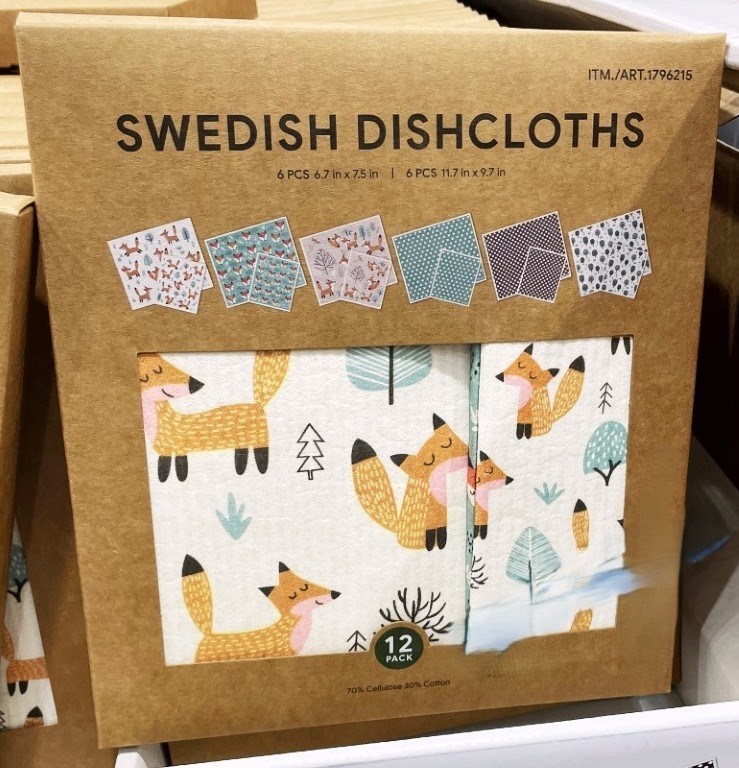 ITM./ART.1796215
SWEDISH DISHCLOTHS
6 PCS 6.7 in x 7.5 in | 6 PCS 11.7 in x 9.7 in
12
PACK
70% Cellulose 30% Cotton